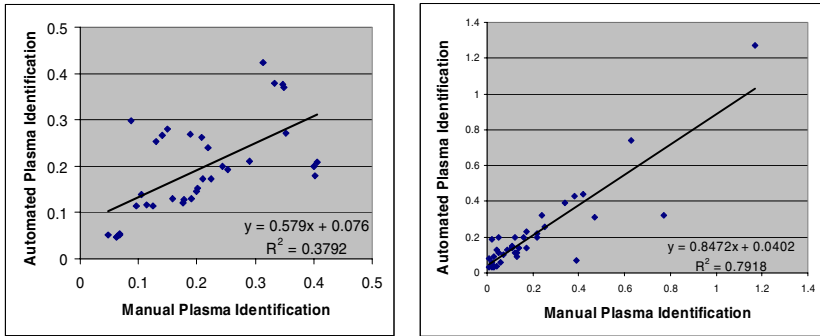 0.5
0.4
0.3
0.2
0.1
0
0 0.1 0.2 0.3 0.4 0.5
Automated Plasma Identification
Manual Plasma Identification
y = 0.579x + 0.076
R² = 0.3792
1.4
1.2
1
0.8
0.6
0.4
0.2
0
0 0.2 0.4 0.6 0.8 1 1.2 1.4
Automated Plasma Identification
Manual Plasma Identification
y = 0.8472x + 0.0402
R² = 0.7918